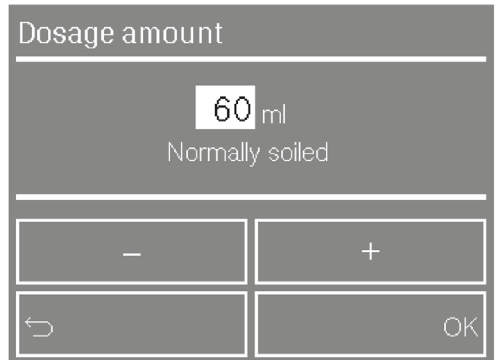 Dosage amount
60 ml
Normally soiled
– +
OK